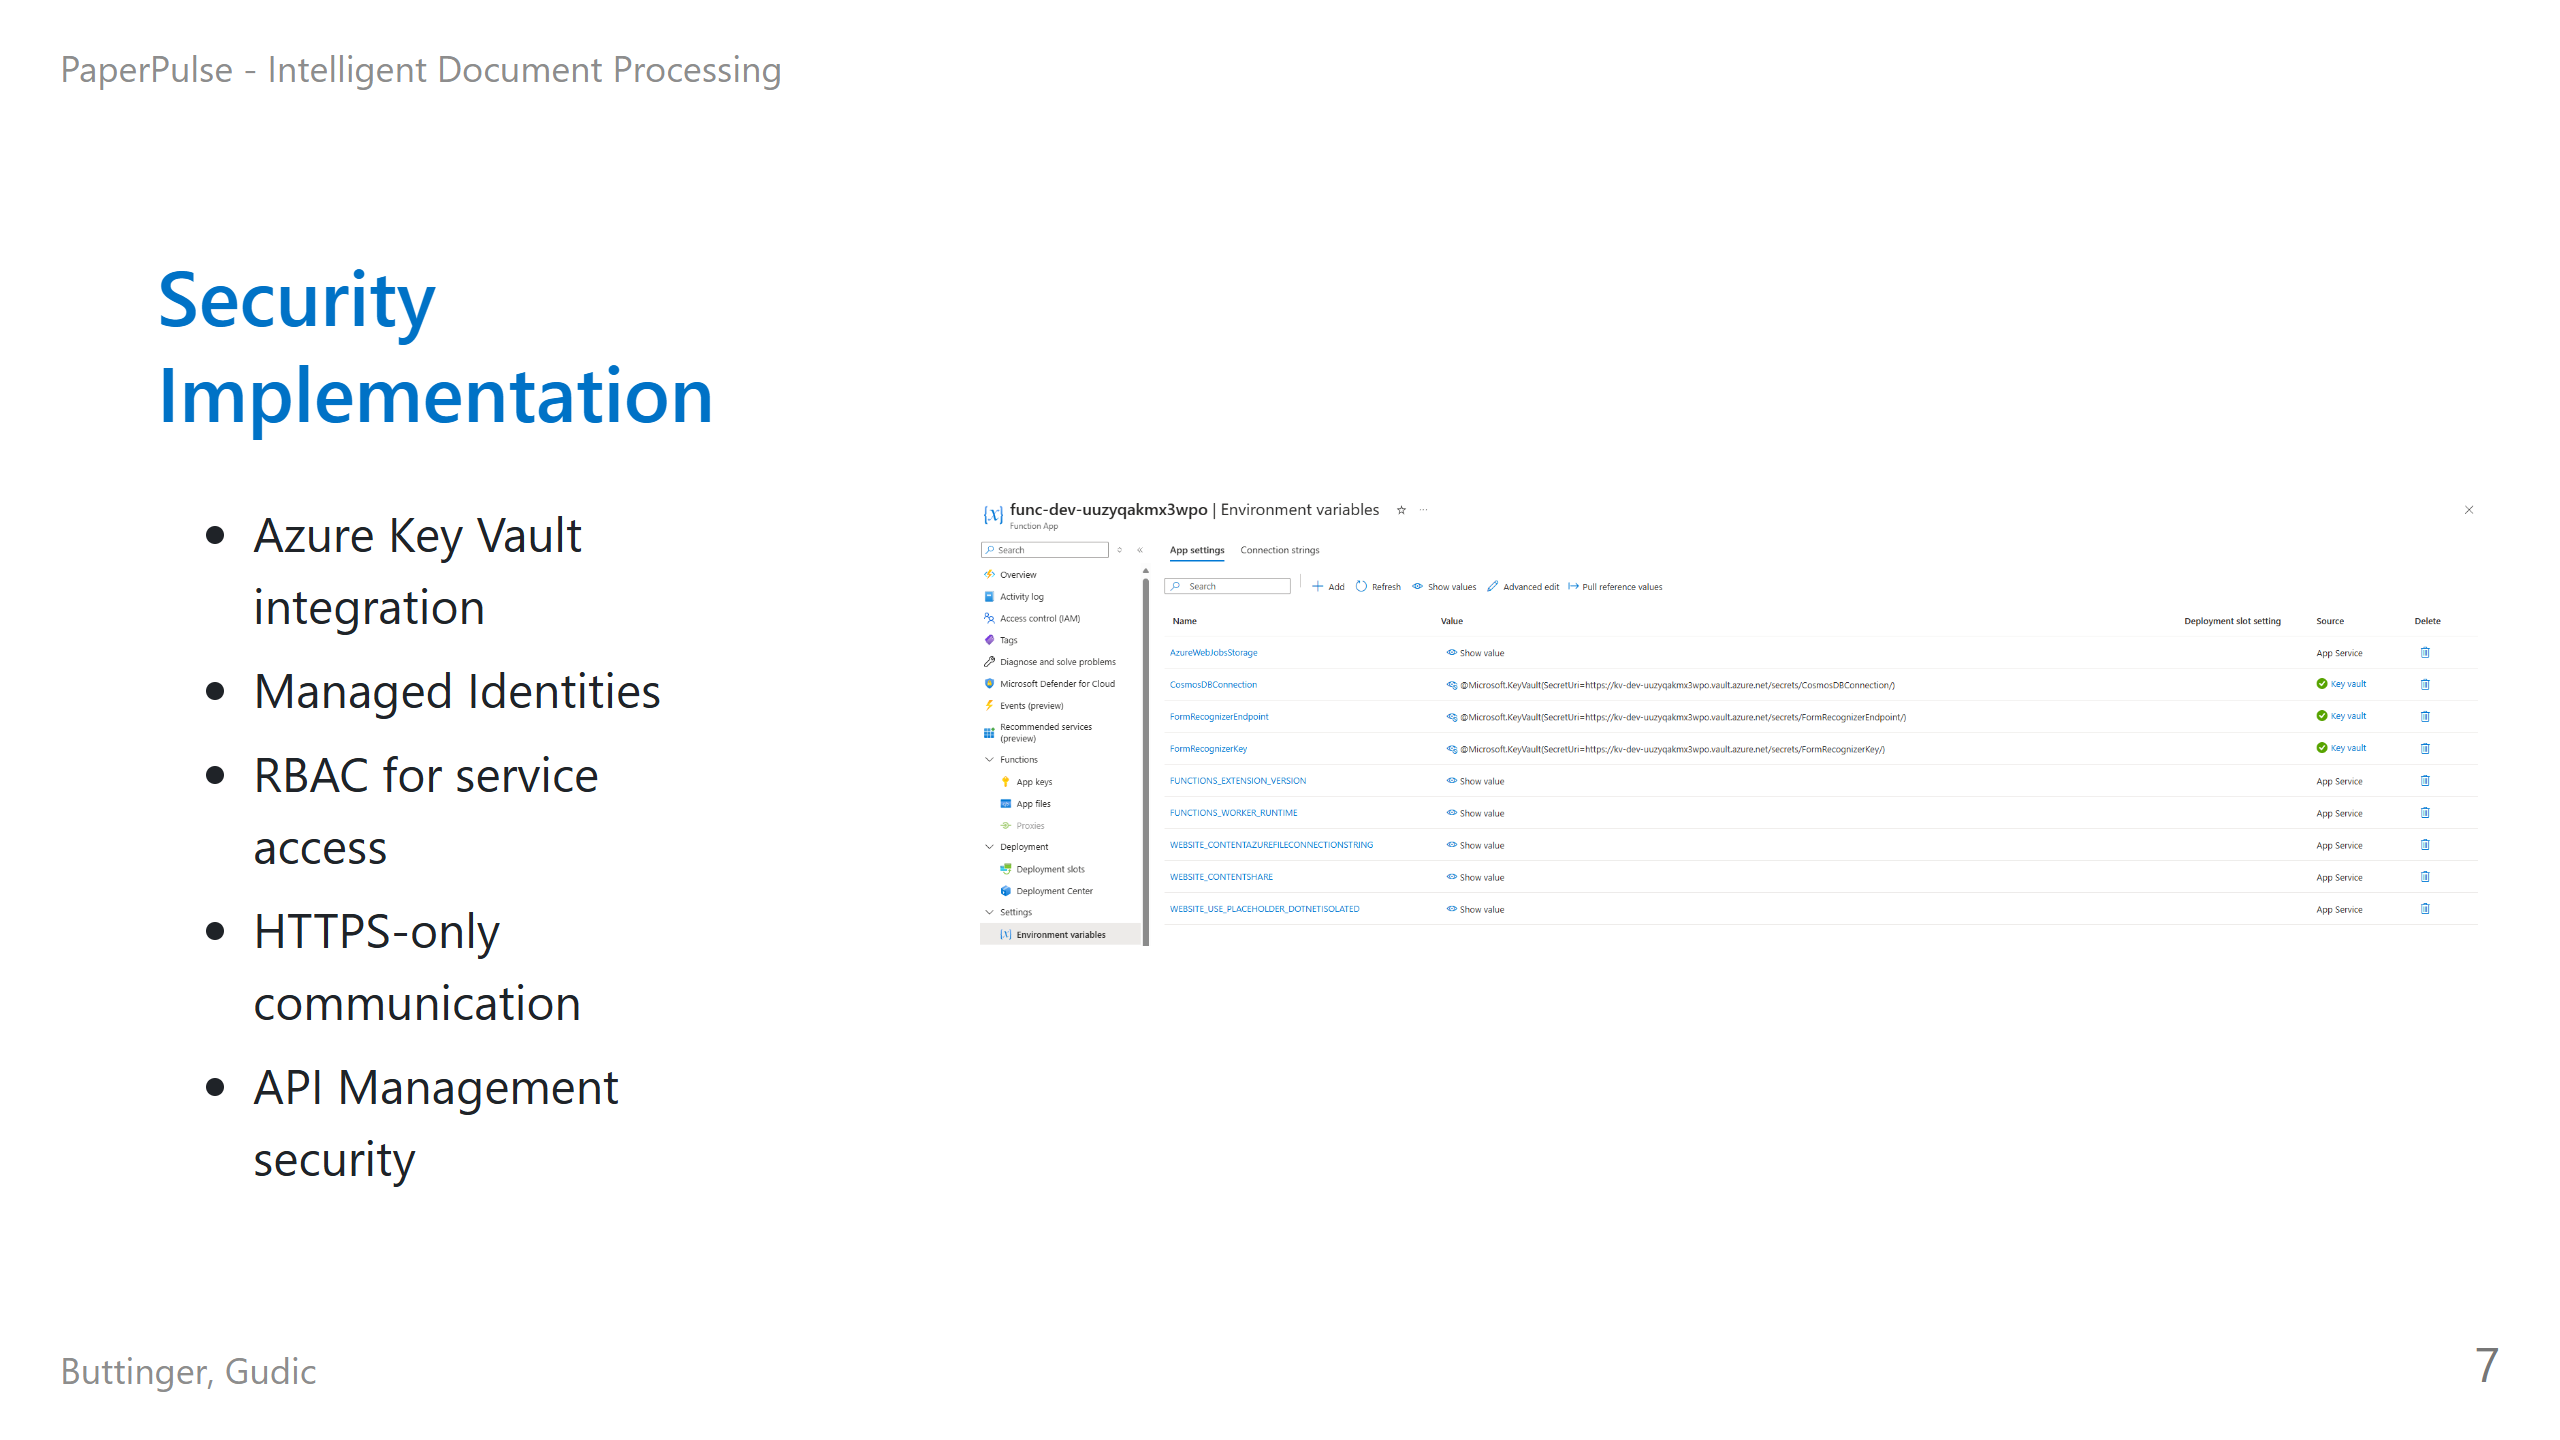 PaperPulse - Intelligent Document Processing
Security
Implementation
Azure Key Vault
integration
Managed Identities
RBAC for service
access
HTTPS-only
communication
API Management
security
func-dev-uuzyqakmx3wpo | Environment variables
Function App
Search
Overview
Activity log
Access control (IAM)
Tags
Diagnose and solve problems
Microsoft Defender for Cloud
Events (preview)
Recommended services
(preview)
Functions
App keys
App files
Proxies
Deployment
Deployment slots
Deployment Center
Settings
Environment variables
App settings Connection strings
Search Add Refresh Show values Advanced edit Pull reference values
Name Value Deployment slot setting Source Delete
AzureWebJobsStorage Show value App Service
CosmosDBConnection @Microsoft.KeyVault(SecretUri=https://kv-dev-uuzyqakmx3wpo.vault.azure.net/secrets/CosmosDBConnection/) Key vault
FormRecognizerEndpoint @Microsoft.KeyVault(SecretUri=https://kv-dev-uuzyqakmx3wpo.vault.azure.net/secrets/FormRecognizerEndpoint/) Key vault
FormRecognizerKey @Microsoft.KeyVault(SecretUri=https://kv-dev-uuzyqakmx3wpo.vault.azure.net/secrets/FormRecognizerKey/) Key vault
FUNCTIONS_EXTENSION_VERSION Show value App Service
FUNCTIONS_WORKER_RUNTIME Show value App Service
WEBSITE_CONTENTAZUREFILECONNECTIONSTRING Show value App Service
WEBSITE_CONTENTSHARE Show value App Service
WEBSITE_USE_PLACEHOLDER_DOTNETISOLATED Show value App Service
Buttinger, Gudic
7